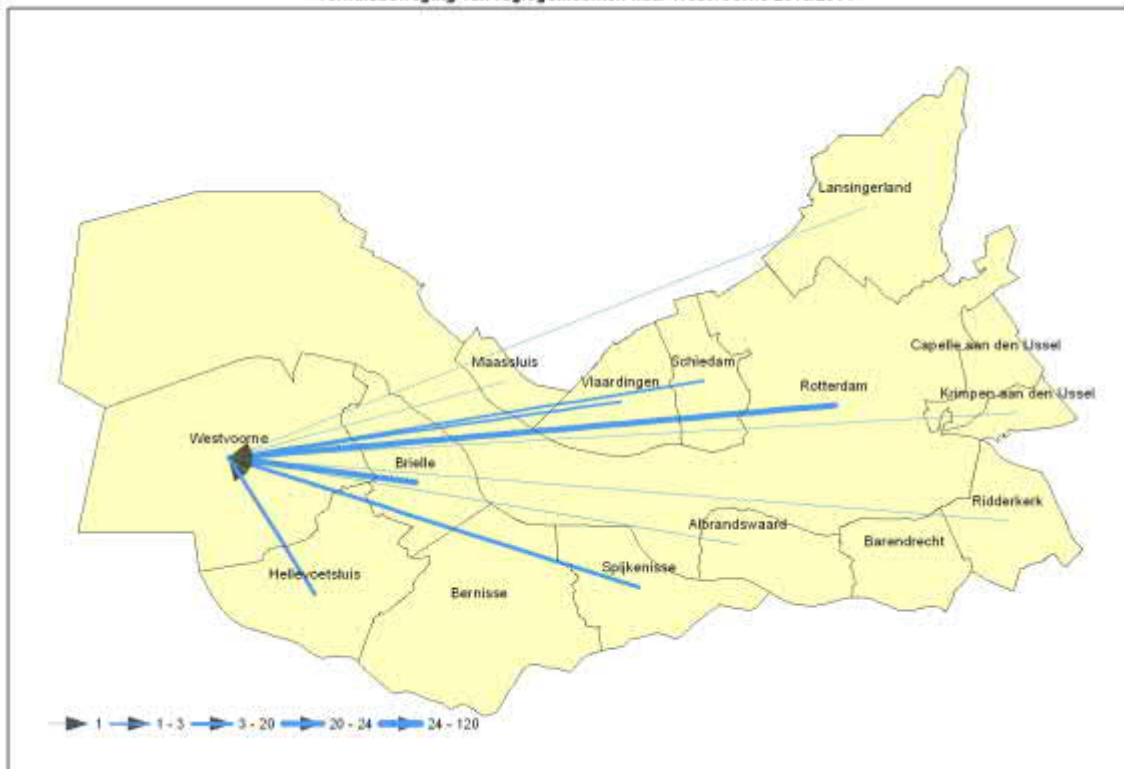 Lansingerland
Maassluis
Schiedam
Capelle aan den IJssel
Vlaardingen
Rotterdam
Krimpen aan den IJssel
Westvoorne
Brielle
Ridderkerk
Albrandswaard
Barendrecht
Hellevoetsluis
Spijkenisse
Bernisse
1 1 - 3 3 - 20 20 - 24 24 - 120